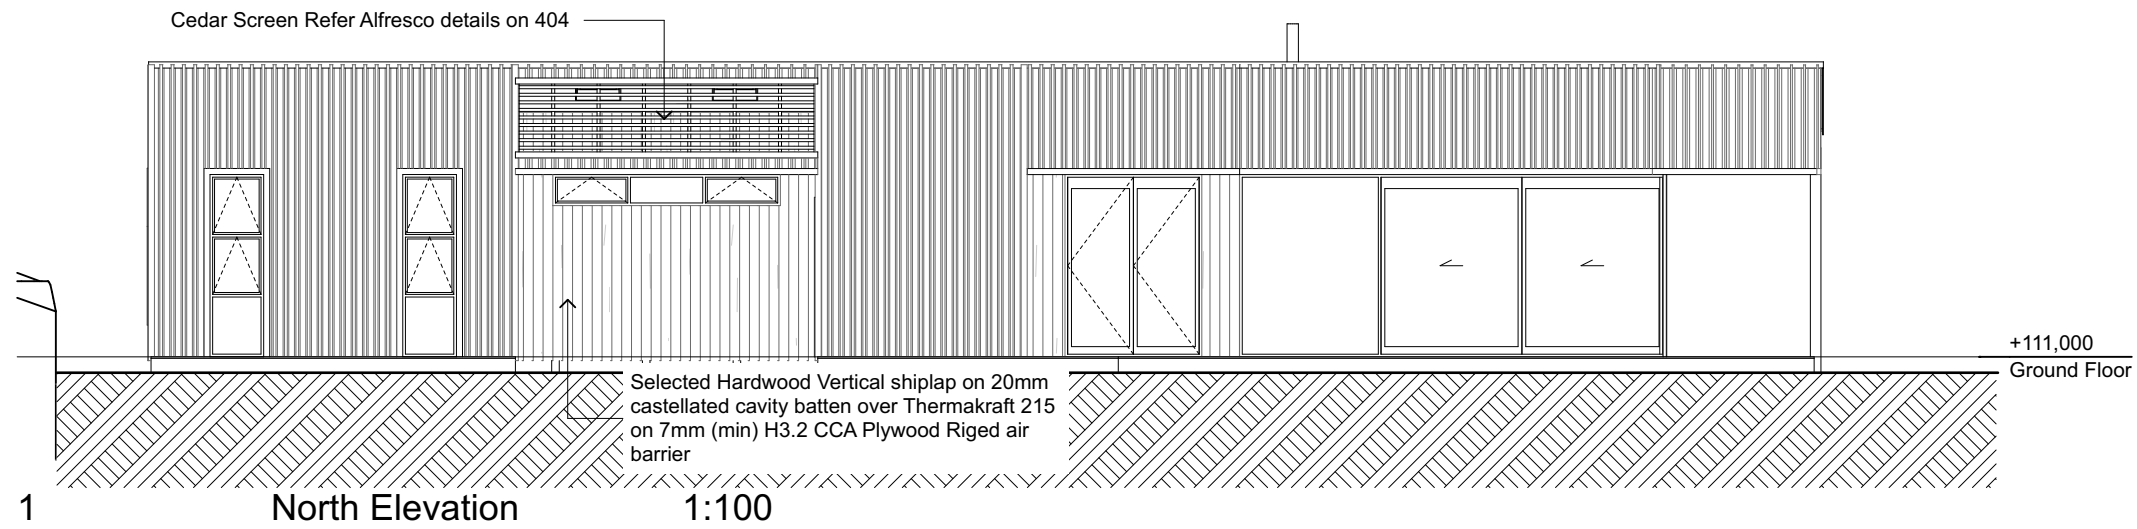 Cedar Screen Refer Alfresco details on 404
+111,000
Ground Floor
Selected Hardwood Vertical shiplap on 20mm
castellated cavity batten over Thermakraft 215
on 7mm (min) H3.2 CCA Plywood Riged air
barrier
1 North Elevation 1:100